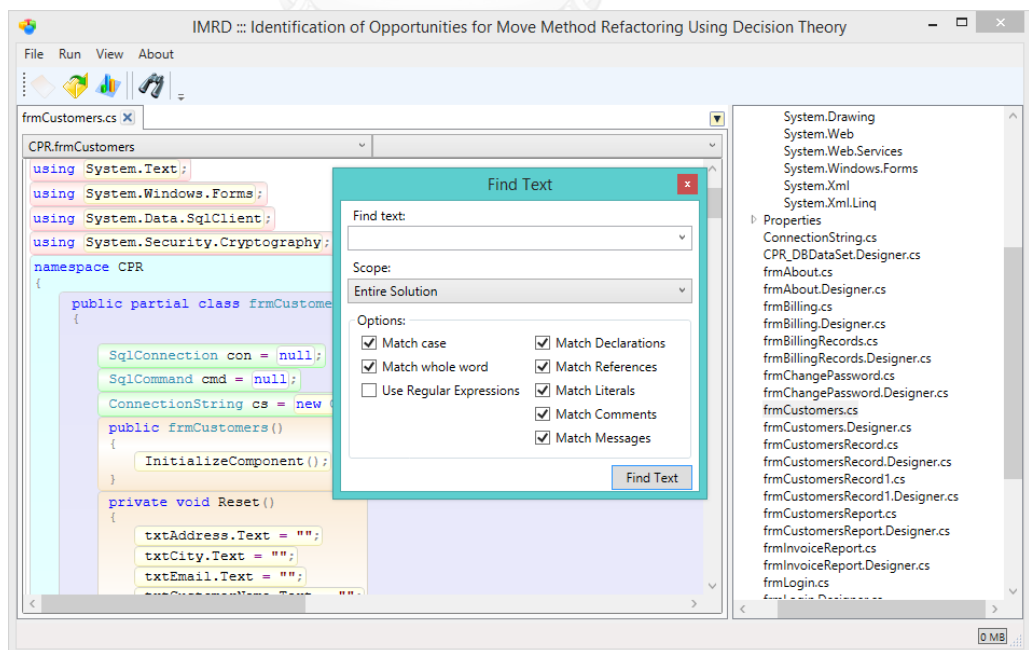 IMRD ::: Identification of Opportunities for Move Method Refactoring Using Decision Theory
File Run View About
frmCustomers.cs
CPR.frmCustomers
using System.Text;
using System.Windows.Forms;
using System.Data.SqlClient;
using System.Security.Cryptography;
namespace CPR
{
public partial class frmCustome
{
SqlConnection con = null;
SqlCommand cmd = null;
ConnectionString cs = new
public frmCustomers()
{
InitializeComponent();
}
private void Reset()
{
txtAddress.Text = "";
txtCity.Text = "";
txtEmail.Text = "";
txtCustomerName.Text = "";
Find Text
Find text:
Scope:
Entire Solution
Options:
Match case
Match whole word
Use Regular Expressions
Match Declarations
Match References
Match Literals
Match Comments
Match Messages
Find Text
System.Drawing
System.Web
System.Web.Services
System.Windows.Forms
System.Xml
System.Xml.Linq
Properties
ConnectionString.cs
CPR_DBDataSet.Designer.cs
frmAbout.cs
frmAbout.Designer.cs
frmBilling.cs
frmBilling.Designer.cs
frmBillingRecords.cs
frmBillingRecords.Designer.cs
frmChangePassword.cs
frmChangePassword.Designer.cs
frmCustomers.cs
frmCustomers.Designer.cs
frmCustomersRecord.cs
frmCustomersRecord.Designer.cs
frmCustomersRecord1.cs
frmCustomersRecord1.Designer.cs
frmCustomersReport.cs
frmCustomersReport.Designer.cs
frmInvoiceReport.cs
frmInvoiceReport.Designer.cs
frmLogin.cs
frmLogin.Designer.cs
0 MB